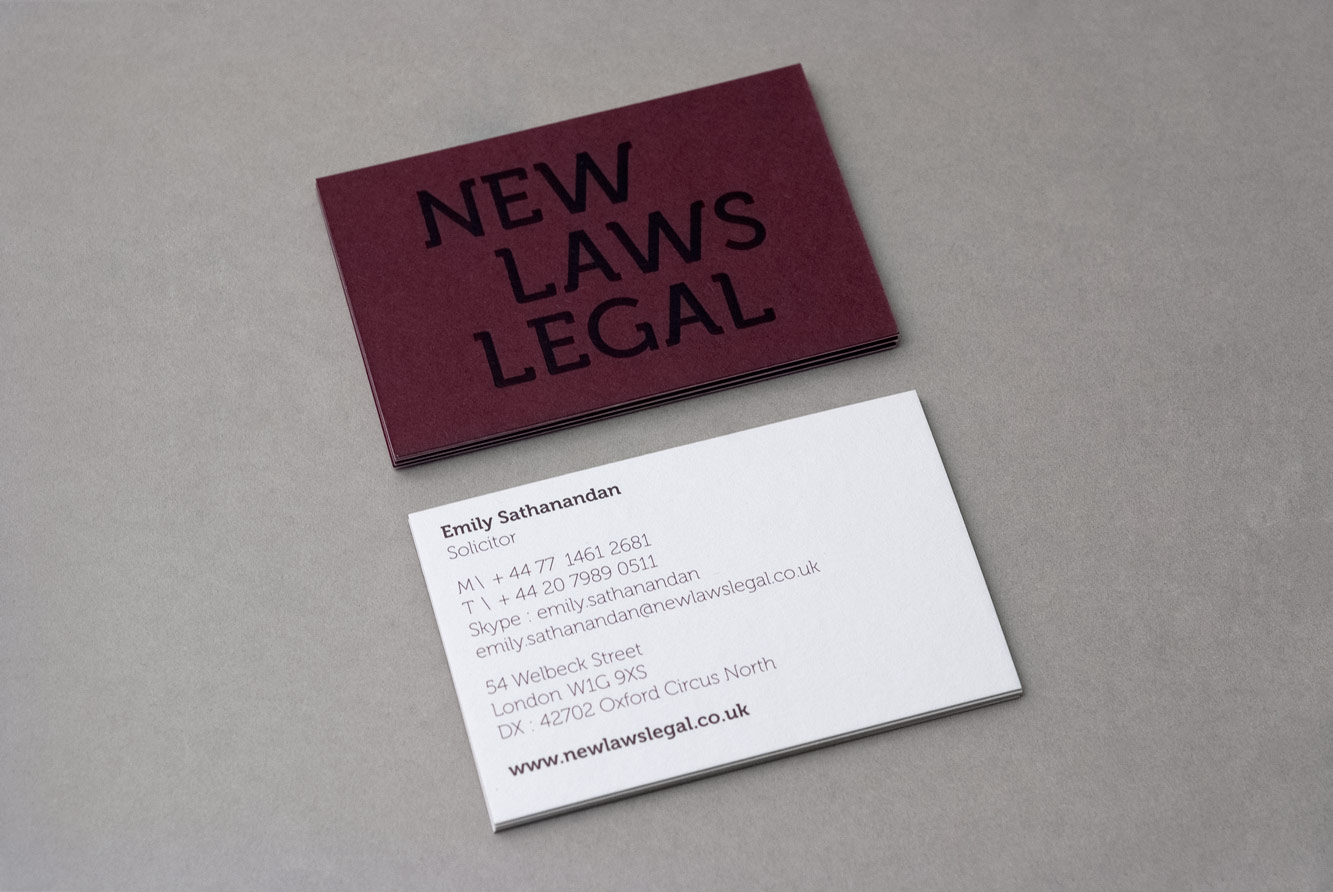 NEW
LAWS
LEGAL
Emily Sathanandan
Solicitor
M \ + 44 77 1461 2681
T \ + 44 20 7989 0511
Skype : emily.sathanandan
emily.sathanandan@newlawslegal.co.uk
54 Welbeck Street
London W1G 9XS
DX : 42702 Oxford Circus North
www.newlawslegal.co.uk